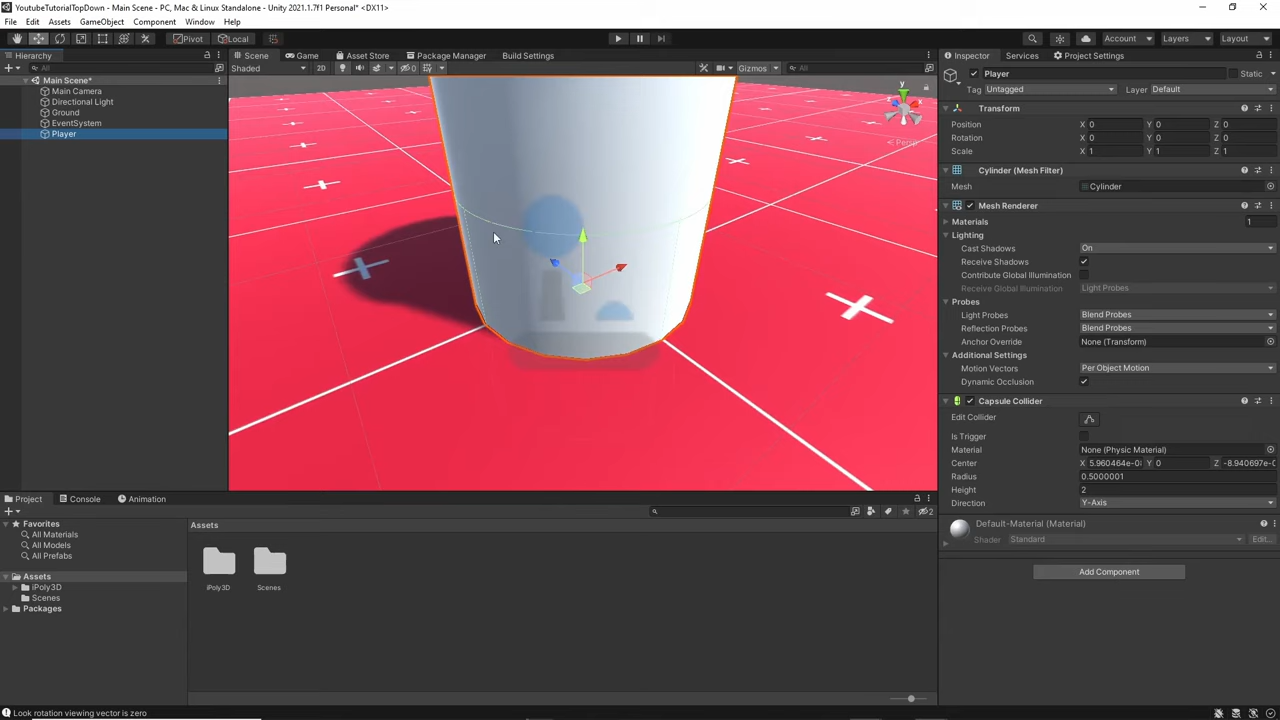 YoutubeTutorialTopDown - Main Scene - PC, Mac & Linux Standalone - Unity 2021.1.7f1 Personal* <DX11>
File Edit Assets GameObject Component Window Help
Pivot Local Account Layers Layout
Hierarchy Scene Game Asset Store Package Manager Build Settings Inspector Services Project Settings
All Shaded 2D 0 Gizmos All Player Static
Main Scene* Tag Untagged Layer Default
Main Camera
Directional Light
Ground
EventSystem
Player
y
Persp
Transform
Position X 0 Y 0 Z 0
Rotation X 0 Y 0 Z 0
Scale X 1 Y 1 Z 1
Cylinder (Mesh Filter)
Mesh Cylinder
Mesh Renderer
Materials 1
Lighting
Cast Shadows On
Receive Shadows
Contribute Global Illumination
Receive Global Illumination Light Probes
Probes
Light Probes Blend Probes
Reflection Probes Blend Probes
Anchor Override None (Transform)
Additional Settings
Motion Vectors Per Object Motion
Dynamic Occlusion
Capsule Collider
Edit Collider
Is Trigger
Material None (Physic Material)
Center X 5.960464e-0 Y 0 Z -8.940697e-0
Radius 0.5000001
Height 2
Direction Y-Axis
Default-Material (Material)
Shader Standard Edit...
Add Component
Project Console Animation
2
Favorites
All Materials
All Models
All Prefabs
Assets
iPoly3D
Scenes
Packages
Assets
iPoly3D Scenes
Look rotation viewing vector is zero